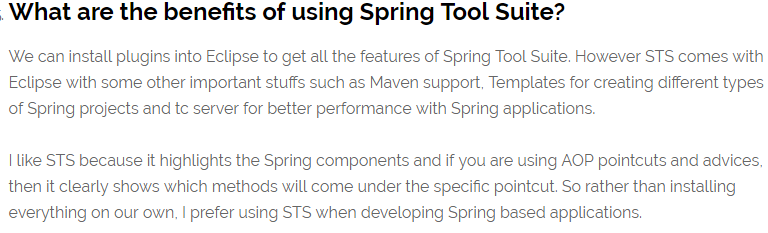 What are the benefits of using Spring Tool Suite?
We can install plugins into Eclipse to get all the features of Spring Tool Suite. However STS comes with
Eclipse with some other important stuffs such as Maven support, Templates for creating different types
of Spring projects and tc server for better performance with Spring applications.
I like STS because it highlights the Spring components and if you are using AOP pointcuts and advices,
then it clearly shows which methods will come under the specific pointcut. So rather than installing
everything on our own, I prefer using STS when developing Spring based applications.